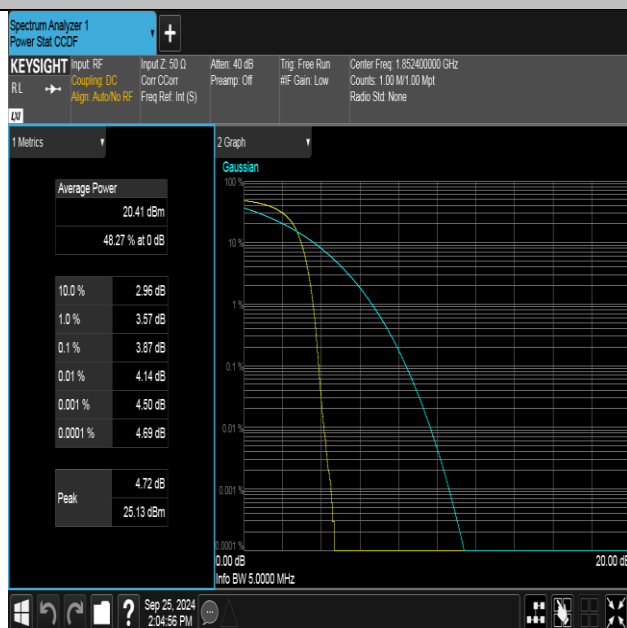 Spectrum Analyzer 1
Power Stat CCDF
+
KEYSIGHT
RL
LXI
Input: RF
Coupling: DC
Align: Auto/No RF
Input Z: 50 Ω
Corr CCorr
Freq Ref: Int (S)
Atten: 40 dB
Preamp: Off
Trig: Free Run
#IF Gain: Low
Center Freq: 1.852400000 GHz
Counts: 1.00 M/1.00 Mpt
Radio Std: None
1 Metrics
Average Power
20.41 dBm
48.27 % at 0 dB
10.0 % 2.96 dB
1.0 % 3.57 dB
0.1 % 3.87 dB
0.01 % 4.14 dB
0.001 % 4.50 dB
0.0001 % 4.69 dB
Peak
4.72 dB
25.13 dBm
2 Graph
Gaussian
100 %
10 %
1 %
0.1 %
0.01 %
0.001 %
0.0001 %
0.00 dB
20.00 dB
Info BW 5.0000 MHz
?
Sep 25, 2024
2:04:56 PM